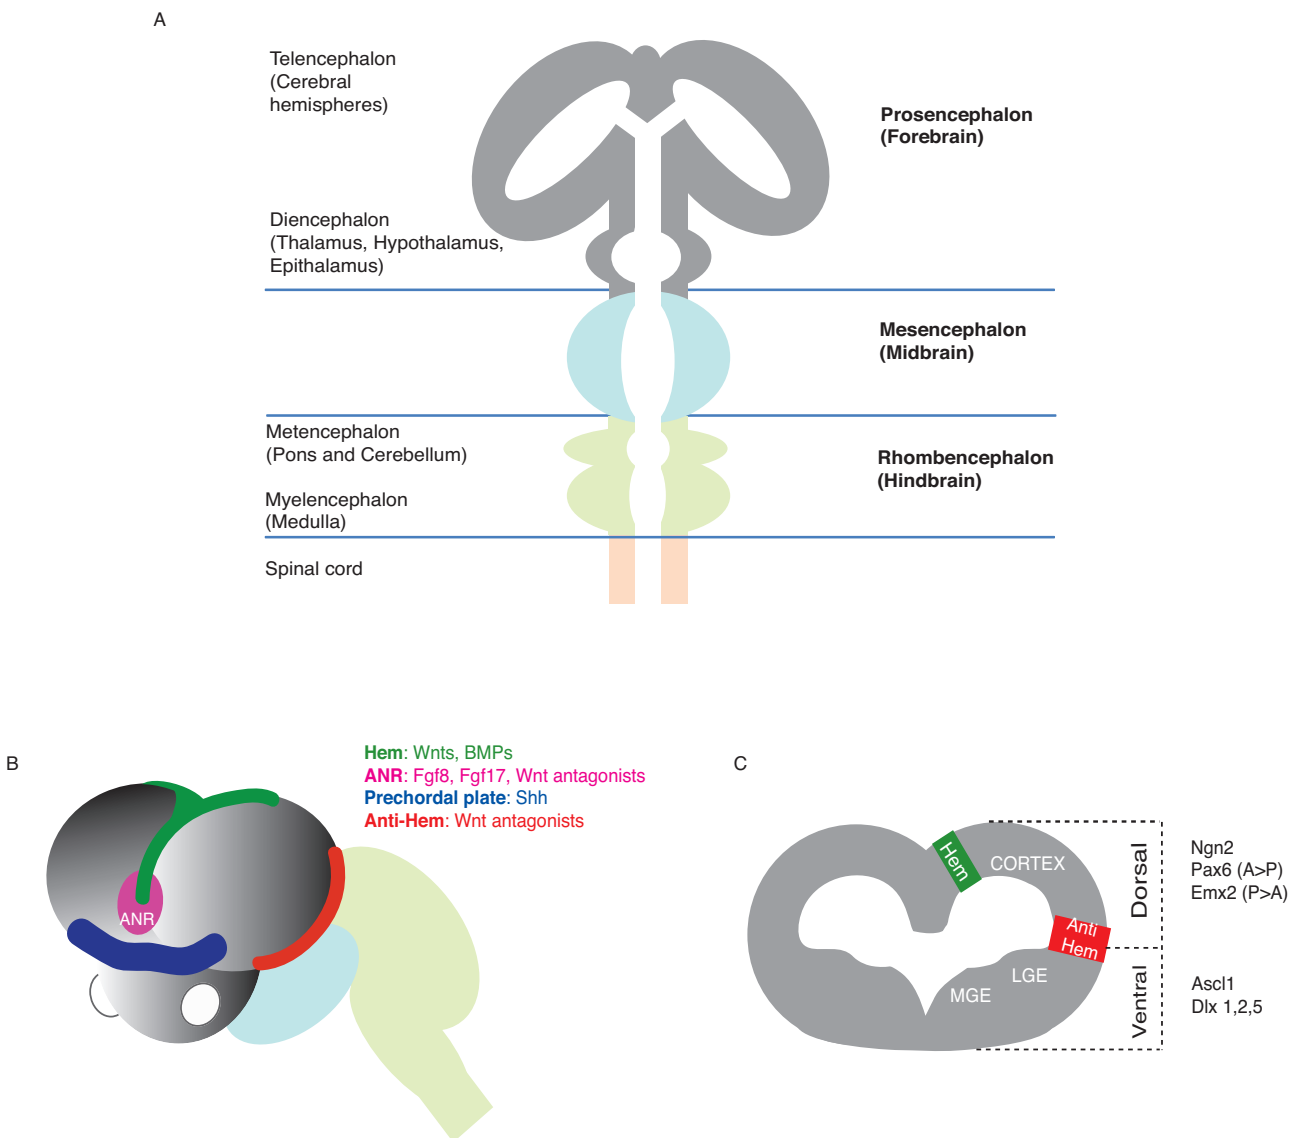 A
Telencephalon
(Cerebral
hemispheres)
Prosencephalon
(Forebrain)
Diencephalon
(Thalamus, Hypothalamus,
Epithalamus)
Mesencephalon
(Midbrain)
Metencephalon
(Pons and Cerebellum)
Rhombencephalon
(Hindbrain)
Myelencephalon
(Medulla)
Spinal cord
B
Hem: Wnts, BMPs
ANR: Fgf8, Fgf17, Wnt antagonists
Prechordal plate: Shh
Anti-Hem: Wnt antagonists
ANR
C
Hem
CORTEX
Anti
Hem
LGE
MGE
Dorsal
Ventral
Ngn2
Pax6 (A>P)
Emx2 (P>A)
Ascl1
Dlx 1,2,5